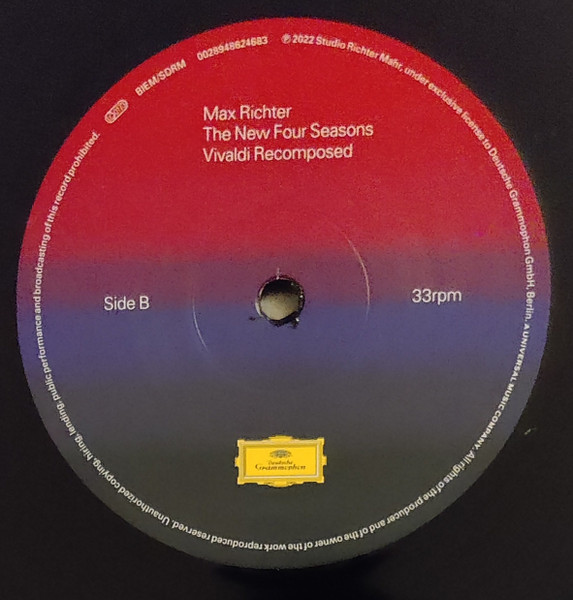 BIEM/SDRM 0028948624683 ℗ 2022 Studio Richter Mahr, under exclusive license to Deutsche Grammophon GmbH, Berlin. A UNIVERSAL MUSIC COMPANY. All rights of the producer and of the owner of the work reproduced reserved. Unauthorized copying, hiring, lending, public performance and broadcasting of this record prohibited.
Max Richter
The New Four Seasons
Vivaldi Recomposed
Side B
33rpm
Deutsche
Grammophon